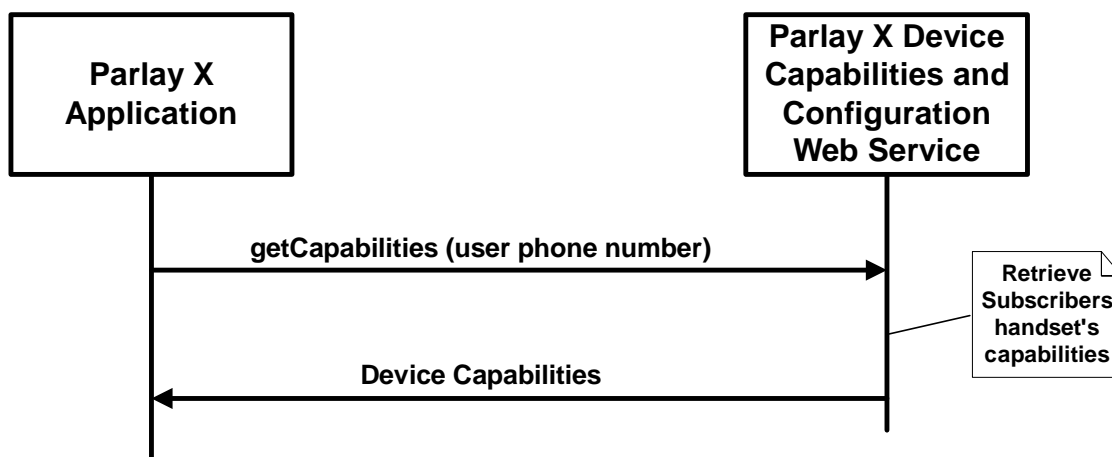 Parlay X
Application
Parlay X Device
Capabilities and
Configuration
Web Service
getCapabilities (user phone number)
Retrieve
Subscribers
handset's
capabilities
Device Capabilities